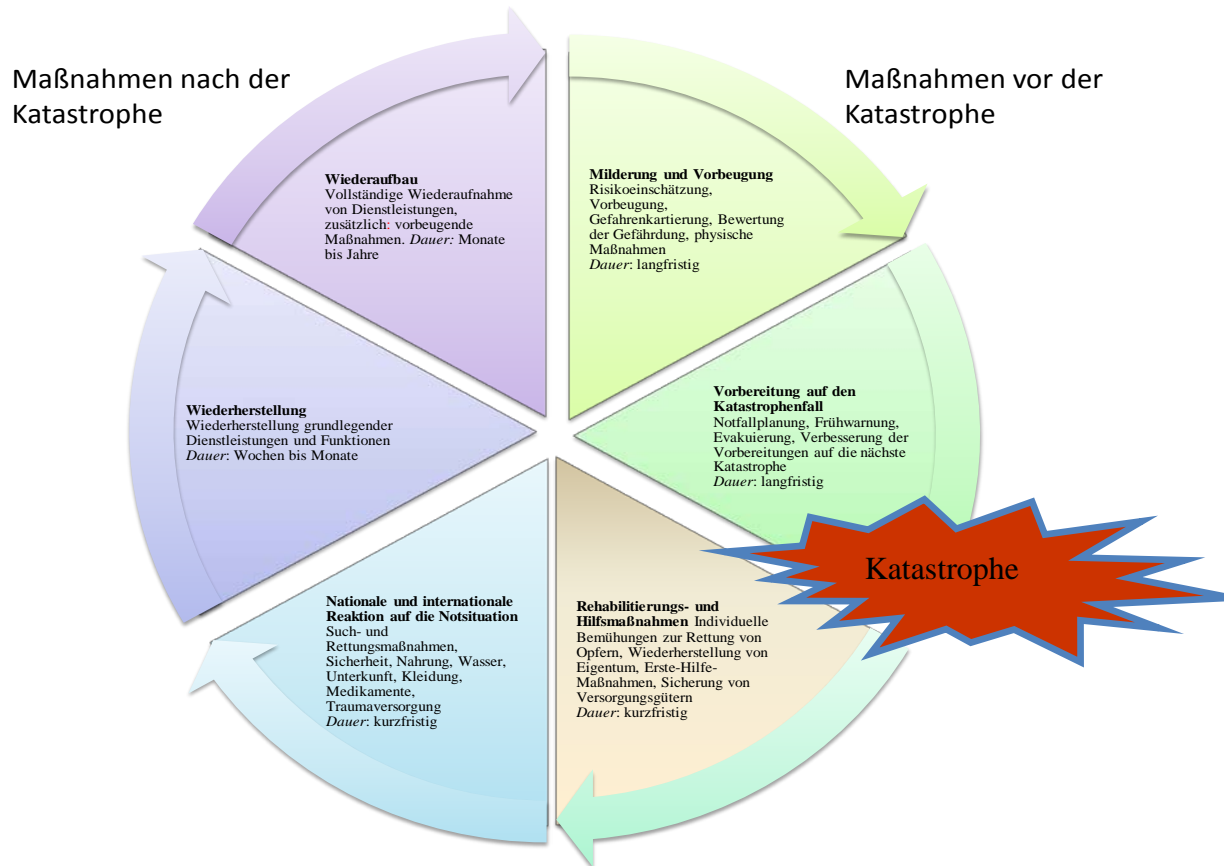 Maßnahmen nach der
Katastrophe
Maßnahmen vor der
Katastrophe
Wiederaufbau
Vollständige Wiederaufnahme
von Dienstleistungen,
zusätzlich: vorbeugende
Maßnahmen. Dauer: Monate
bis Jahre
Milderung und Vorbeugung
Risikoeinschätzung,
Vorbeugung,
Gefahrenkartierung, Bewertung
der Gefährdung, physische
Maßnahmen
Dauer: langfristig
Wiederherstellung
Wiederherstellung grundlegender
Dienstleistungen und Funktionen
Dauer: Wochen bis Monate
Vorbereitung auf den
Katastrophenfall
Notfallplanung, Frühwarnung,
Evakuierung, Verbesserung der
Vorbereitungen auf die nächste
Katastrophe
Dauer: langfristig
Katastrophe
Nationale und internationale
Reaktion auf die Notsituation
Such- und
Rettungsmaßnahmen,
Sicherheit, Nahrung, Wasser,
Unterkunft, Kleidung,
Medikamente,
Traumaversorgung
Dauer: kurzfristig
Rehabilitierungs- und
Hilfsmaßnahmen Individuelle
Bemühungen zur Rettung von
Opfern, Wiederherstellung von
Eigentum, Erste-Hilfe-
Maßnahmen, Sicherung von
Versorgungsgütern
Dauer: kurzfristig